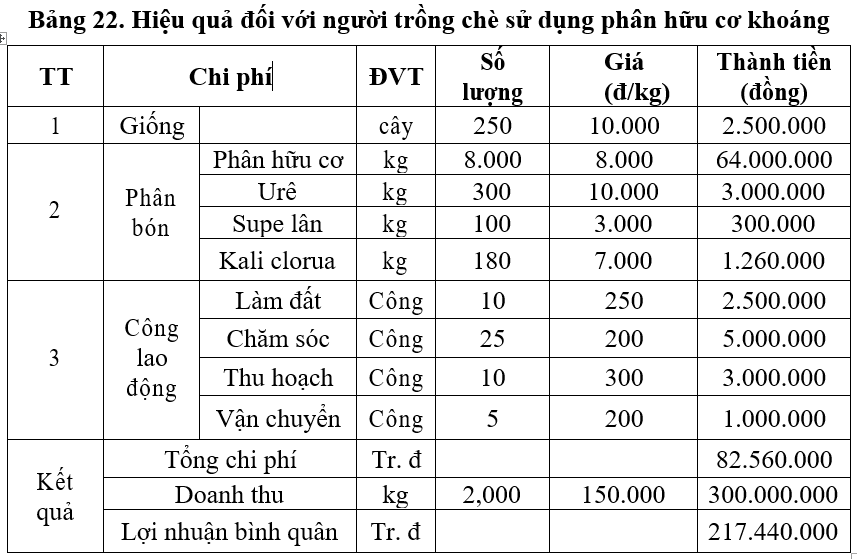 Bảng 22. Hiệu quả đối với người trồng chè sử dụng phân hữu cơ khoáng
TT Chi phí ĐVT Số lượng Giá (đ/kg) Thành tiền (đồng)
1 Giống cây 250 10.000 2.500.000
2 Phân bón Phân hữu cơ kg 8.000 8.000 64.000.000
Urê kg 300 10.000 3.000.000
Supe lân kg 100 3.000 300.000
Kali clorua kg 180 7.000 1.260.000
3 Công lao động Làm đất Công 10 250 2.500.000
Chăm sóc Công 25 200 5.000.000
Thu hoạch Công 10 300 3.000.000
Vận chuyển Công 5 200 1.000.000
Kết quả Tổng chi phí Tr. đ 82.560.000
Doanh thu kg 2,000 150.000 300.000.000
Lợi nhuận bình quân Tr. đ 217.440.000